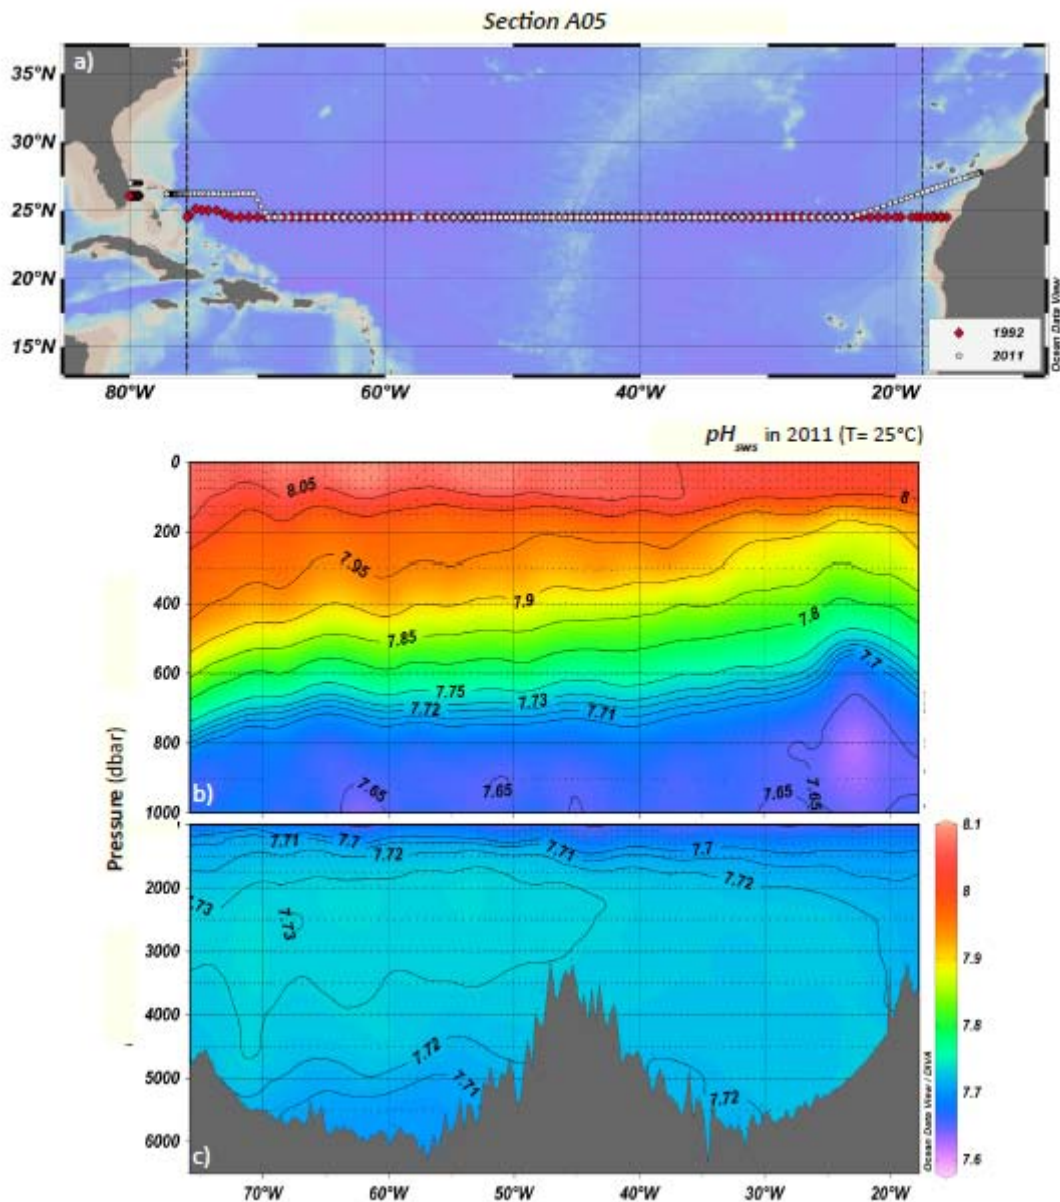 Section A05
a)
35°N
30°N
25°N
20°N
15°N
80°W
60°W
40°W
20°W
1992
2011
Ocean Data View
pHsws in 2011 (T= 25°C)
0
200
400
600
800
1000
Pressure (dbar)
8.05
8
7.95
7.9
7.85
7.8
7.75
7.73
7.72
7.71
7.7
7.65
7.65
7.65
7.65
b)
7.71
7.7
7.72
7.71
7.7
7.72
7.73
7.73
7.72
7.71
7.72
2000
3000
4000
5000
6000
c)
70°W
60°W
50°W
40°W
30°W
20°W
8.1
8
7.9
7.8
7.7
7.6
Ocean Data View / DIVA